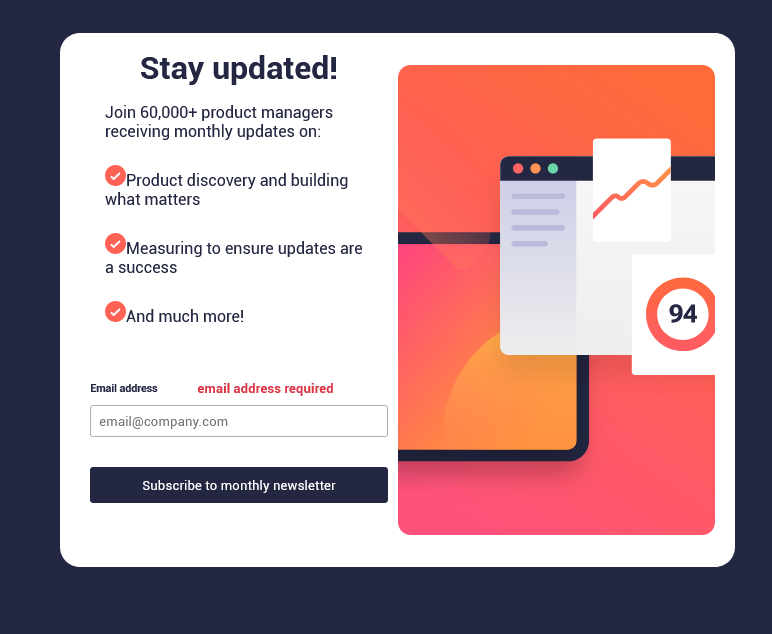 Stay updated!
Join 60,000+ product managers
receiving monthly updates on:
Product discovery and building
what matters
Measuring to ensure updates are
a success
And much more!
Email address
email address required
email@company.com
Subscribe to monthly newsletter
94